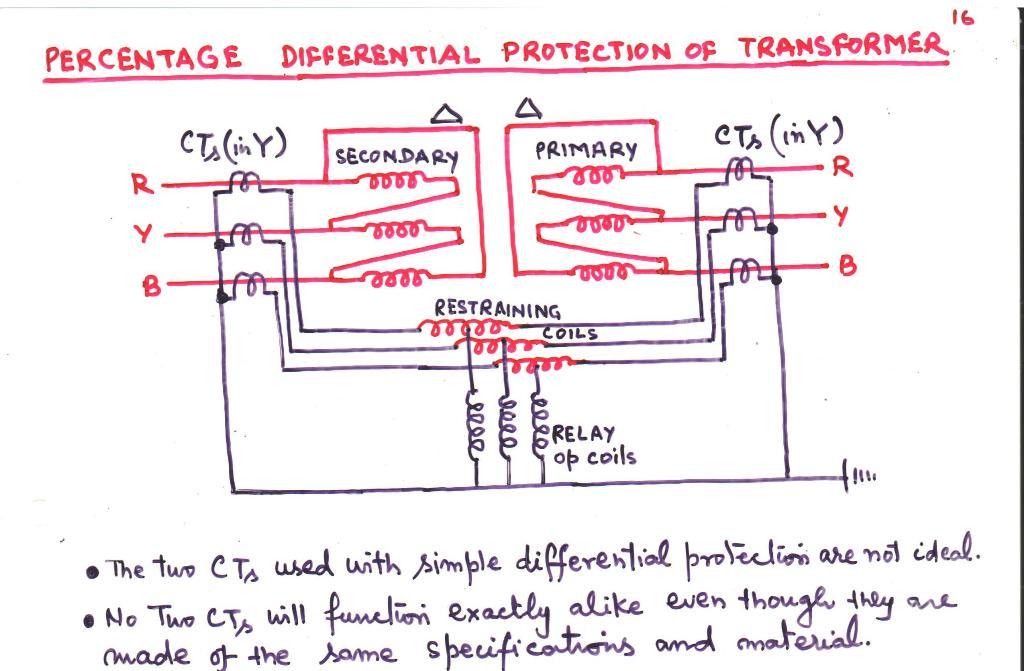 16
PERCENTAGE DIFFERENTIAL PROTECTION OF TRANSFORMER
Δ Δ
CTs (in Y) CTs (in Y)
SECONDARY PRIMARY
R R
Y Y
B B
RESTRAINING
COILS
RELAY
op coils
• The two CTs used with simple differential protection are not ideal.
• No Two CTs will function exactly alike even though they are
made of the same specifications and material.